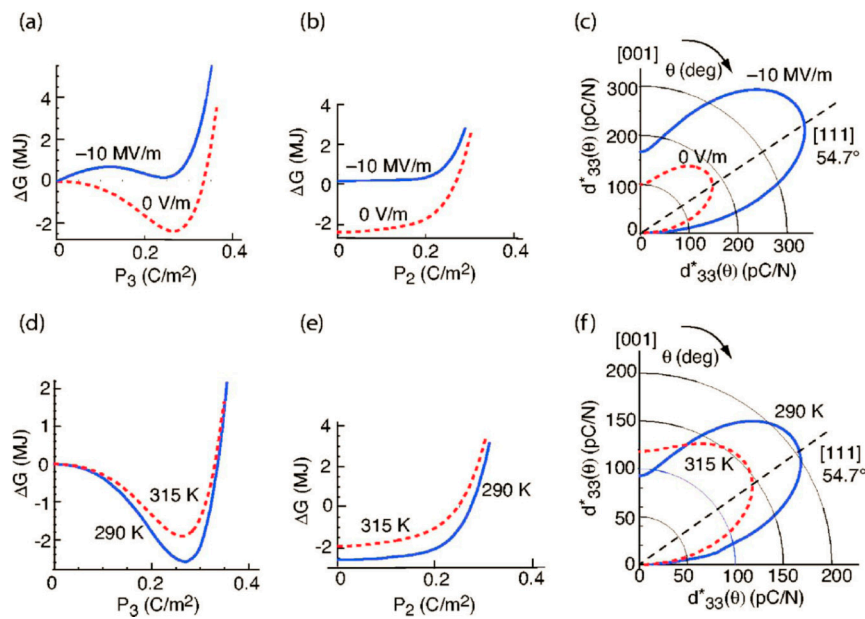 (a)
ΔG (MJ)
4
2
0
-2
−10 MV/m
0 V/m
0
0.2
0.4
P3 (C/m²)
(b)
ΔG (MJ)
4
2
0
-2
−10 MV/m
0 V/m
0
0.2
0.4
P2 (C/m²)
(c)
[001]
θ (deg)
−10 MV/m
d*33(θ) (pC/N)
300
200
100
0
0 V/m
[111]
54.7°
0
100
200
300
d*33(θ) (pC/N)
(d)
ΔG (MJ)
2
1
0
-1
-2
315 K
290 K
0
0.2
0.4
P3 (C/m²)
(e)
ΔG (MJ)
4
2
0
-2
315 K
290 K
0
0.2
0.4
P2 (C/m²)
(f)
[001]
θ (deg)
d*33(θ) (pC/N)
200
150
100
50
0
290 K
315 K
[111]
54.7°
0
50
100
150
200
d*33(θ) (pC/N)